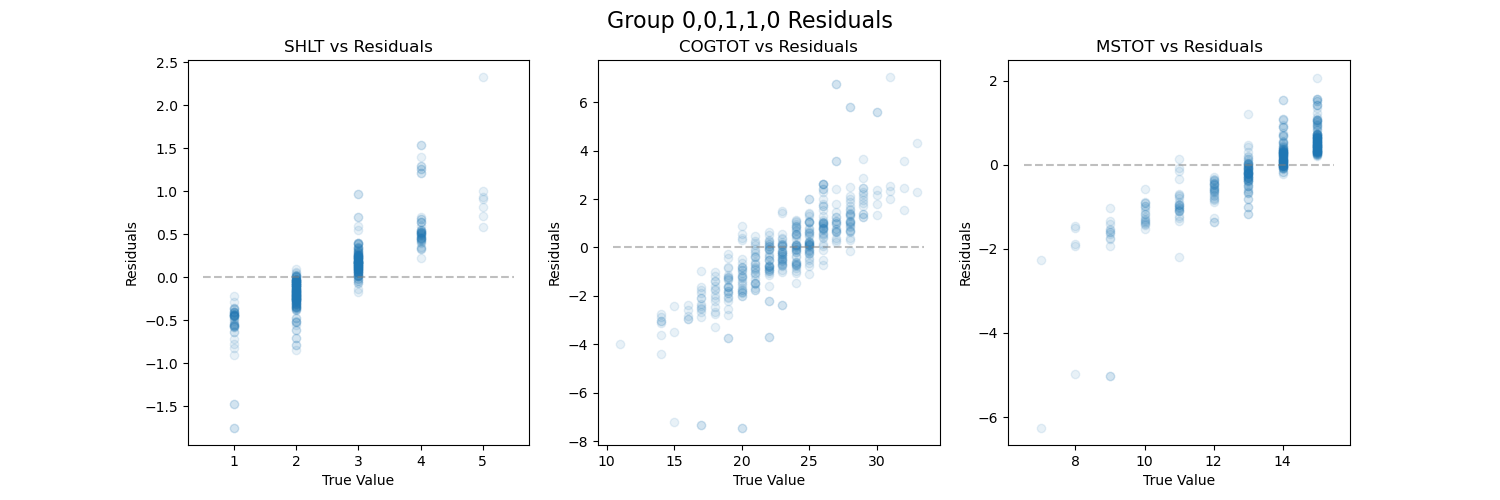 Group 0,0,1,1,0 Residuals
SHLT vs Residuals
COGTOT vs Residuals
MSTOT vs Residuals
Residuals
2.5
2.0
1.5
1.0
0.5
0.0
−0.5
−1.0
−1.5
1 2 3 4 5
True Value
Residuals
6
4
2
0
−2
−4
−6
−8
10 15 20 25 30
True Value
Residuals
2
0
−2
−4
−6
8 10 12 14
True Value